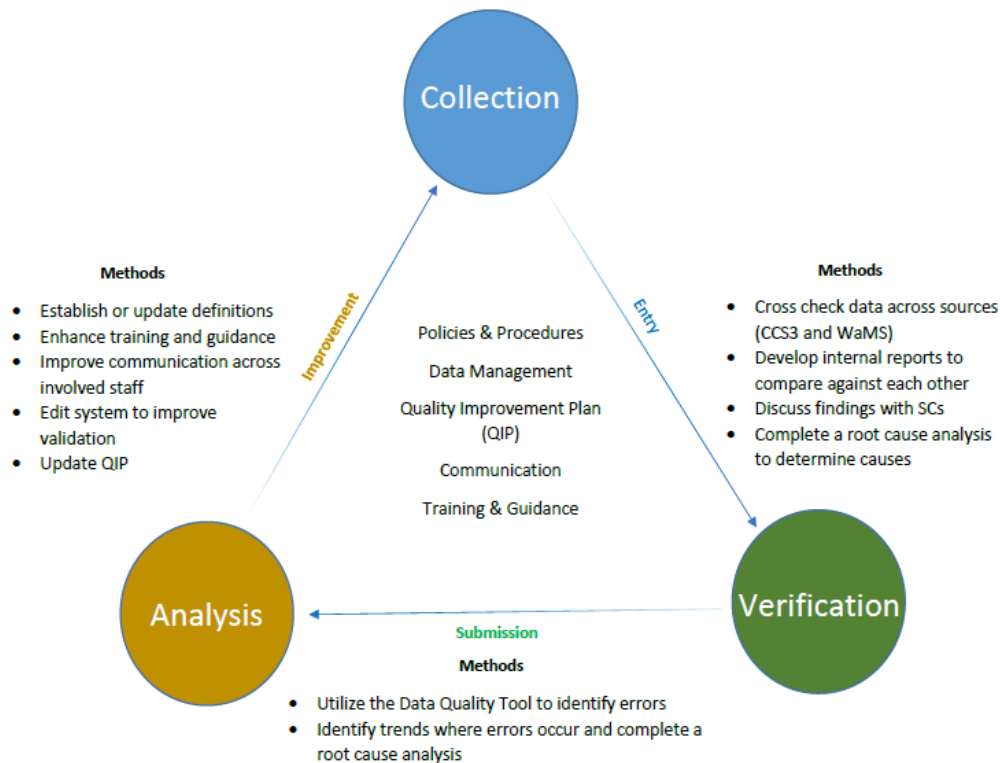 Collection
Methods
• Establish or update definitions
• Enhance training and guidance
• Improve communication across
involved staff
• Edit system to improve
validation
• Update QIP
Improvement
Policies & Procedures
Data Management
Quality Improvement Plan
(QIP)
Communication
Training & Guidance
Entry
Methods
• Cross check data across sources
(CCS3 and WaMS)
• Develop internal reports to
compare against each other
• Discuss findings with SCs
• Complete a root cause analysis
to determine causes
Analysis
Verification
Submission
Methods
• Utilize the Data Quality Tool to identify errors
• Identify trends where errors occur and complete a
root cause analysis